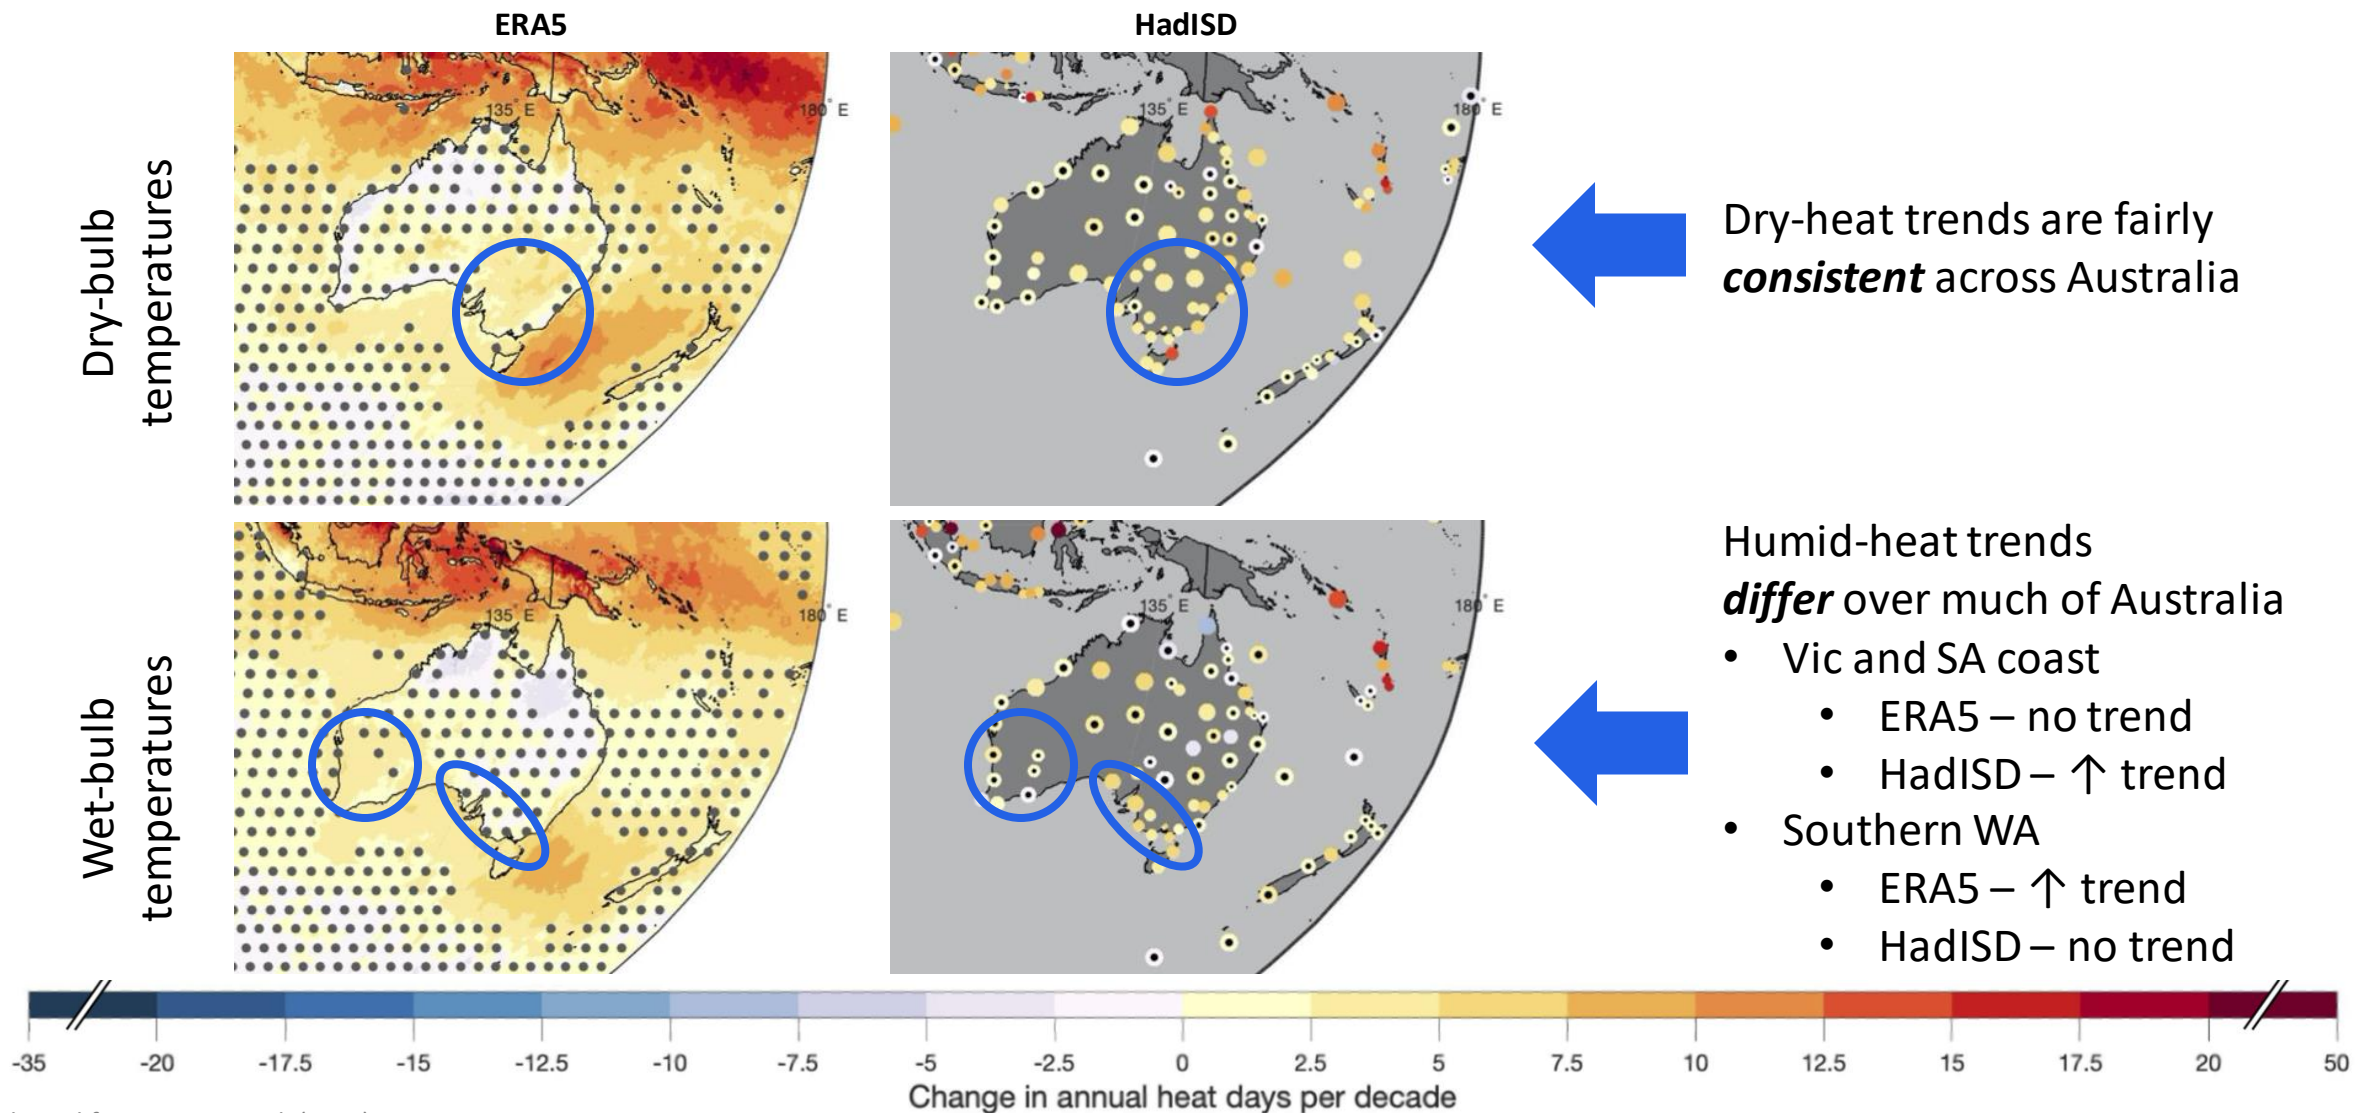 ERA5
HadISD
Dry-bulb
temperatures
135° E
180° E
135° E
180° E
Dry-heat trends are fairly
consistent across Australia
Wet-bulb
temperatures
135° E
180° E
135° E
180° E
Humid-heat trends
differ over much of Australia
• Vic and SA coast
• ERA5 – no trend
• HadISD – ↑ trend
• Southern WA
• ERA5 – ↑ trend
• HadISD – no trend
-35 -20 -17.5 -15 -12.5 -10 -7.5 -5 -2.5 0 2.5 5 7.5 10 12.5 15 17.5 20 50
Change in annual heat days per decade